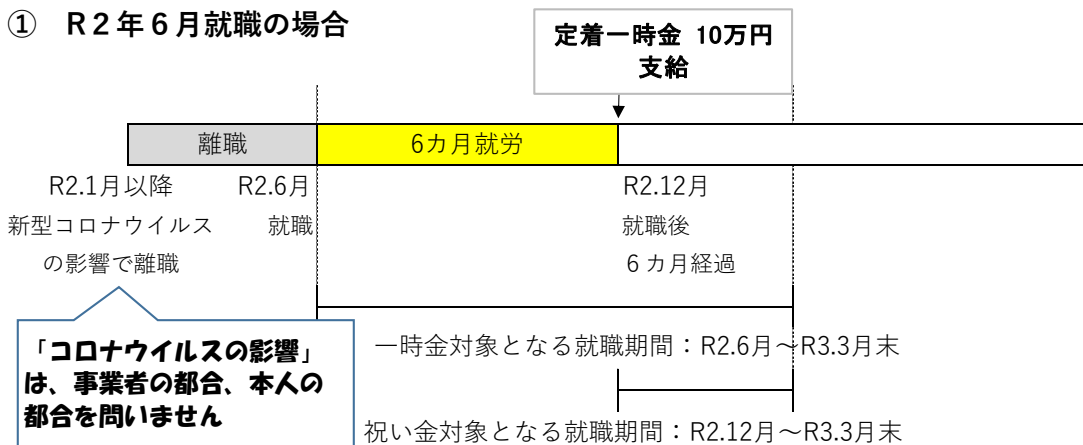 ① R２年６月就職の場合
定着一時金 10万円
支給
離職
6カ月就労
R2.1月以降
新型コロナウイルス
の影響で離職
R2.6月
就職
R2.12月
就職後
６カ月経過
「コロナウイルスの影響」
は、事業者の都合、本人の
都合を問いません
一時金対象となる就職期間：R2.6月～R3.3月末
祝い金対象となる就職期間：R2.12月～R3.3月末